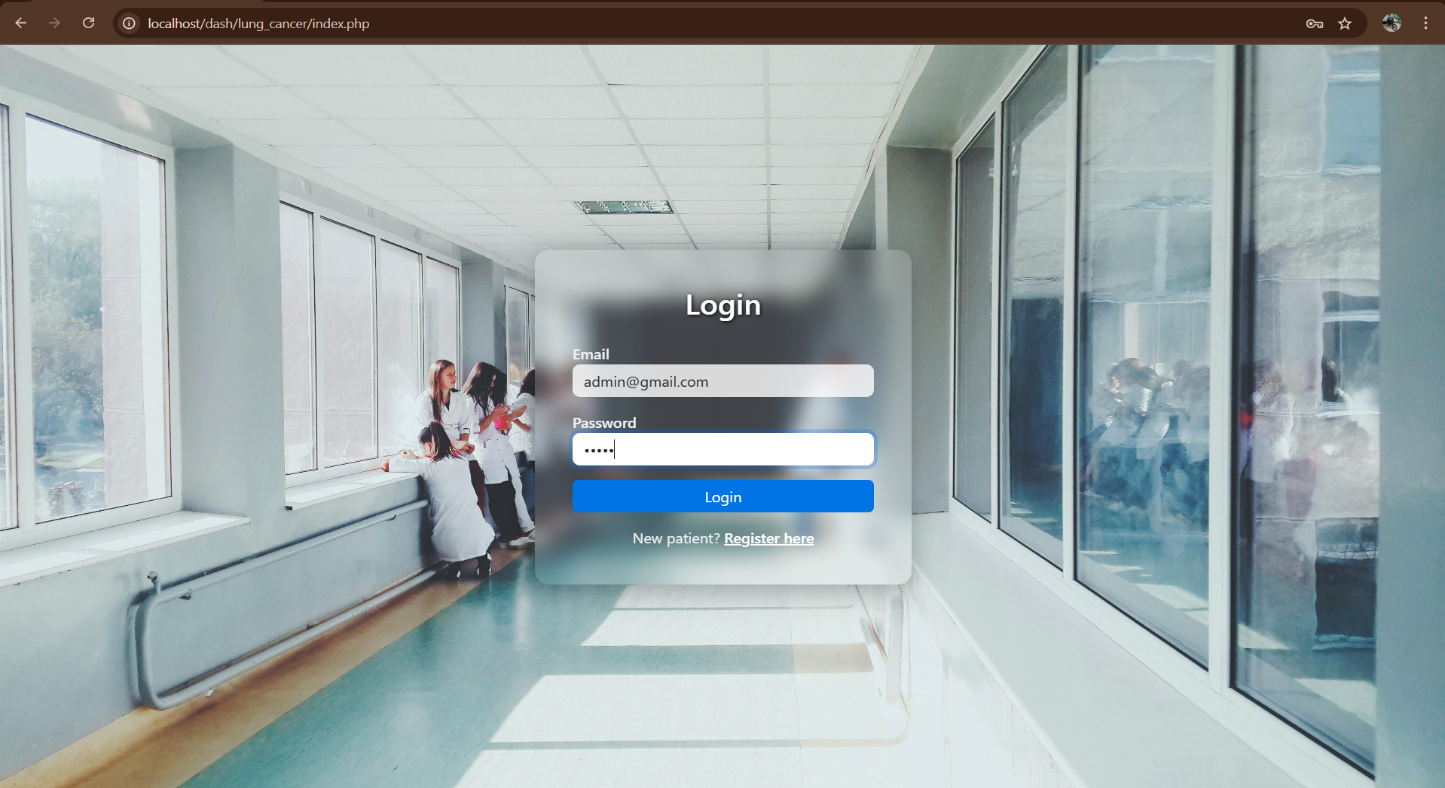 localhost/dash/lung_cancer/index.php
Login
Email
admin@gmail.com
Password
•••••
Login
New patient? Register here